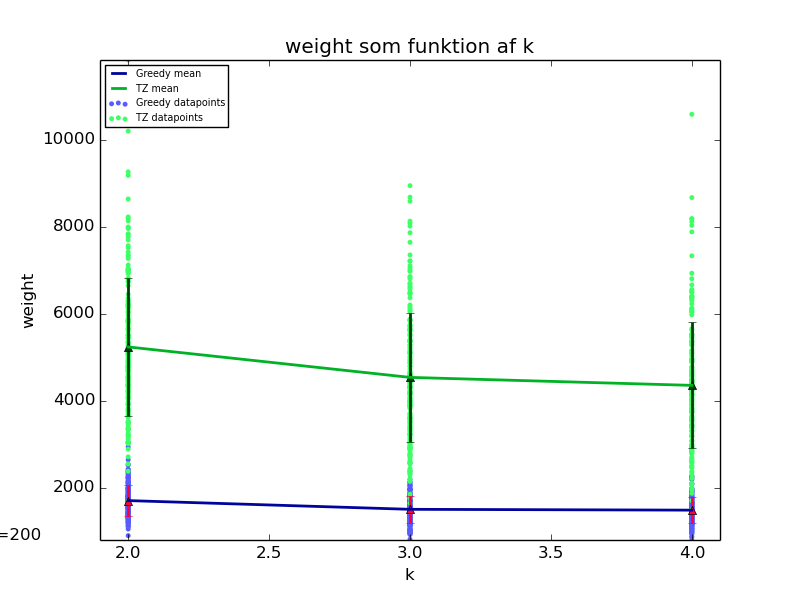 weight som funktion af k
Greedy mean
TZ mean
Greedy datapoints
TZ datapoints
10000
8000
6000
4000
2000
weight
=200
2.0 2.5 3.0 3.5 4.0
k